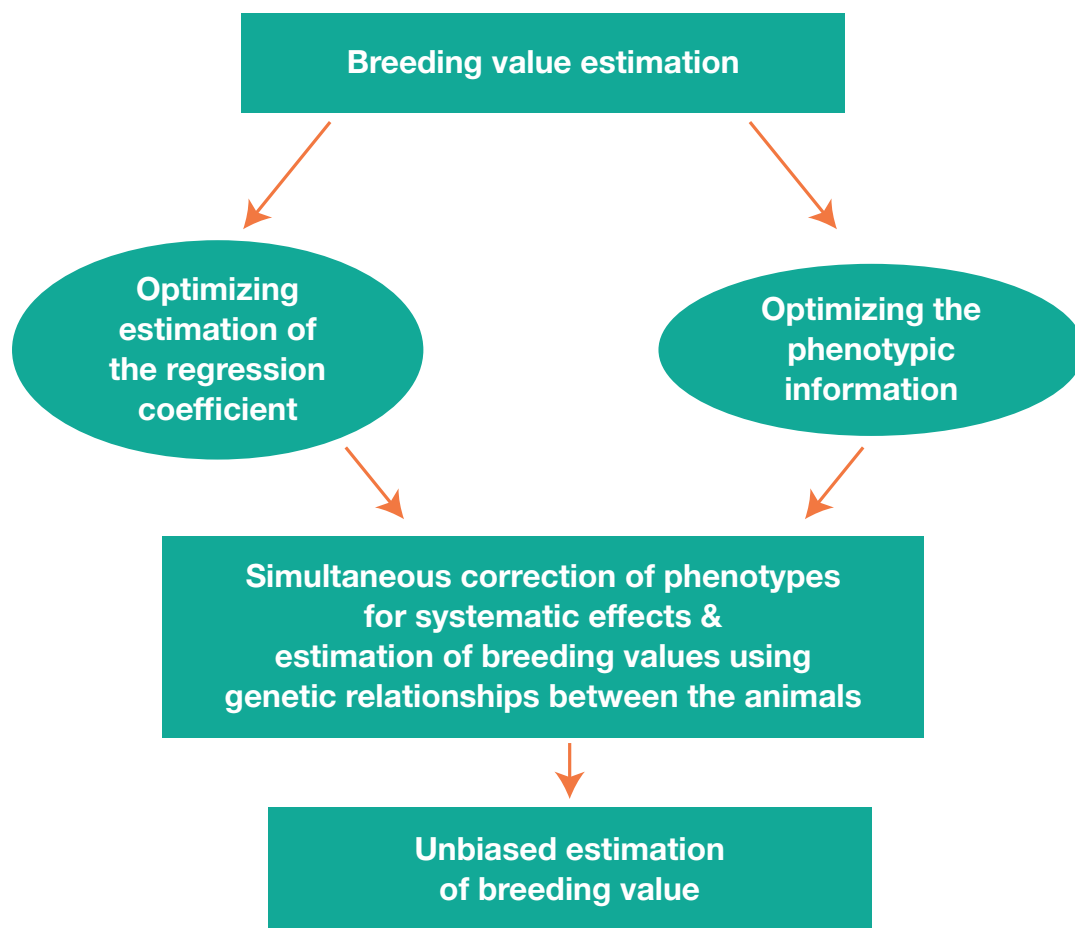 Breeding value estimation
Optimizing
estimation of
the regression
coefficient
Optimizing the
phenotypic
information
Simultaneous correction of phenotypes
for systematic effects &
estimation of breeding values using
genetic relationships between the animals
Unbiased estimation
of breeding value